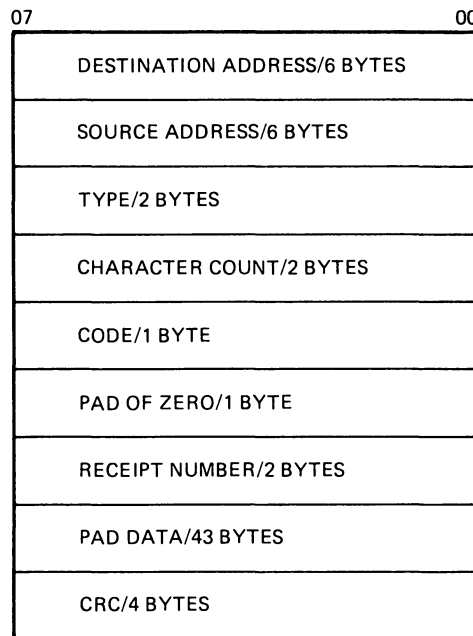 07 00
DESTINATION ADDRESS/6 BYTES
SOURCE ADDRESS/6 BYTES
TYPE/2 BYTES
CHARACTER COUNT/2 BYTES
CODE/1 BYTE
PAD OF ZERO/1 BYTE
RECEIPT NUMBER/2 BYTES
PAD DATA/43 BYTES
CRC/4 BYTES